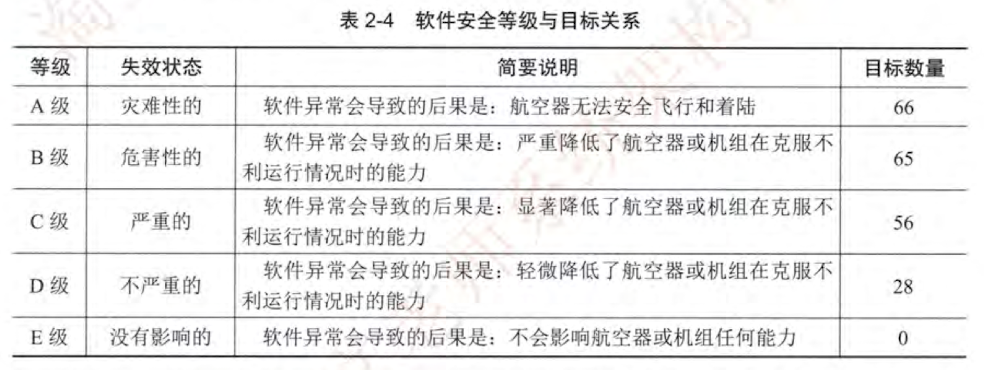 表 2-4 软件安全等级与目标关系
等级 失效状态 简要说明 目标数量
A 级 灾难性的 软件异常会导致的后果是：航空器无法安全飞行和着陆 66
B 级 危害性的 软件异常会导致的后果是：严重降低了航空器或机组在克服不
利运行情况时的能力 65
C 级 严重的 软件异常会导致的后果是：显著降低了航空器或机组在克服不
利运行情况时的能力 56
D 级 不严重的 软件异常会导致的后果是：轻微降低了航空器或机组在克服不
利运行情况时的能力 28
E 级 没有影响的 软件异常会导致的后果是：不会影响航空器或机组任何能力 0